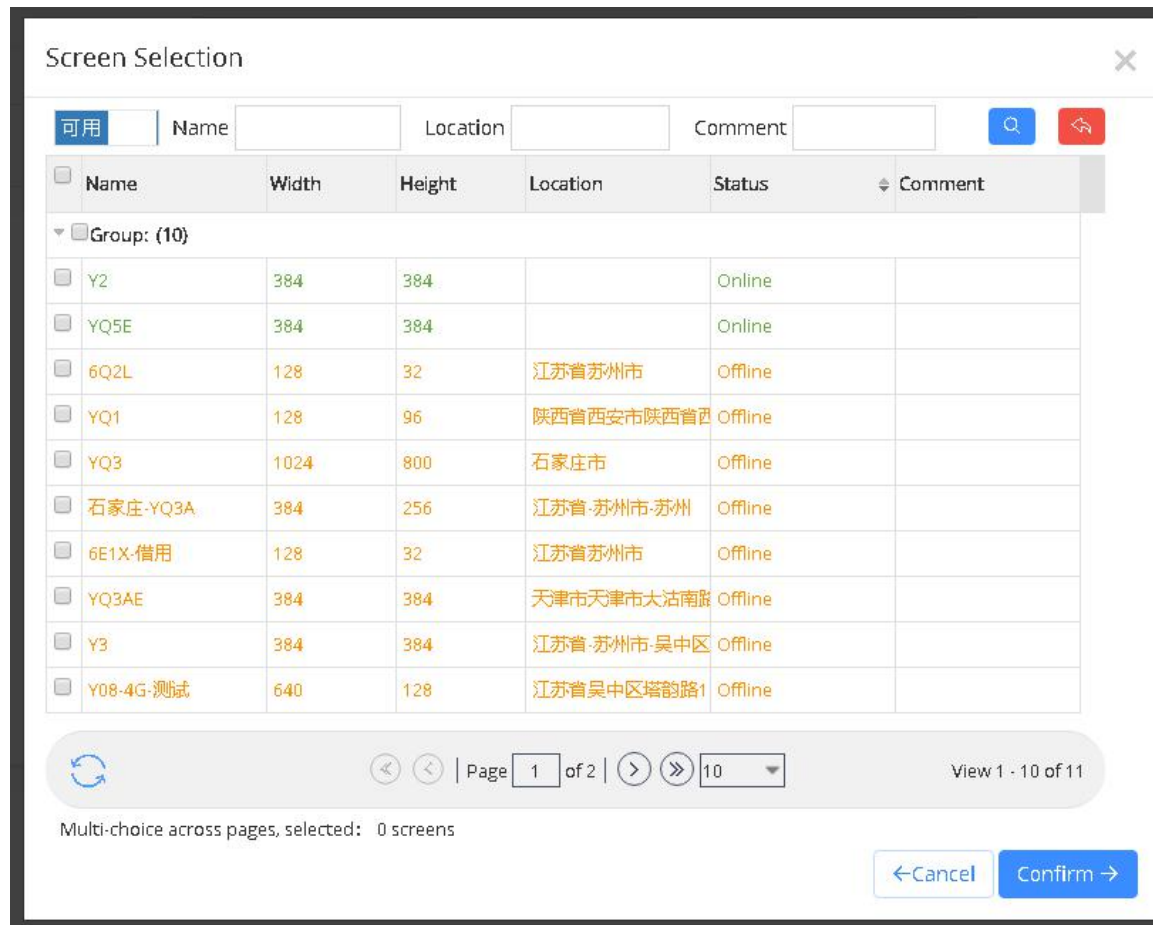 Screen Selection
可用 Name Location Comment
Name Width Height Location Status Comment
Group: (10)
Y2 384 384 Online
YQ5E 384 384 Online
6Q2L 128 32 江苏省苏州市 Offline
YQ1 128 96 陕西省西安市陕西省西 Offline
YQ3 1024 800 石家庄市 Offline
石家庄-YQ3A 384 256 江苏省-苏州市-苏州 Offline
6E1X-借用 128 32 江苏省苏州市 Offline
YQ3AE 384 384 天津市天津市大沽南路 Offline
Y3 384 384 江苏省-苏州市-吴中区 Offline
Y08-4G-测试 640 128 江苏省吴中区塔韵路1 Offline
Page 1 of 2 10 View 1 - 10 of 11
Multi-choice across pages, selected: 0 screens
←Cancel Confirm →